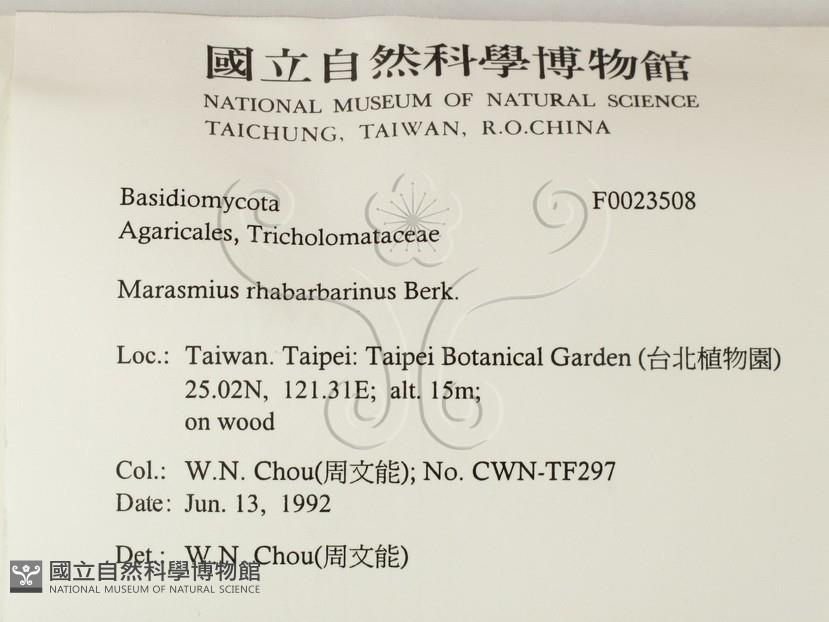 國立自然科學博物館
NATIONAL MUSEUM OF NATURAL SCIENCE
TAICHUNG, TAIWAN, R.O.CHINA
Basidiomycota F0023508
Agaricales, Tricholomataceae
Marasmius rhabarbarinus Berk.
Loc.: Taiwan. Taipei: Taipei Botanical Garden (台北植物園)
25.02N, 121.31E; alt. 15m;
on wood
Col.: W.N. Chou(周文能); No. CWN-TF297
Date: Jun. 13, 1992
Det.: W.N. Chou(周文能)
國立自然科學博物館
NATIONAL MUSEUM OF NATURAL SCIENCE